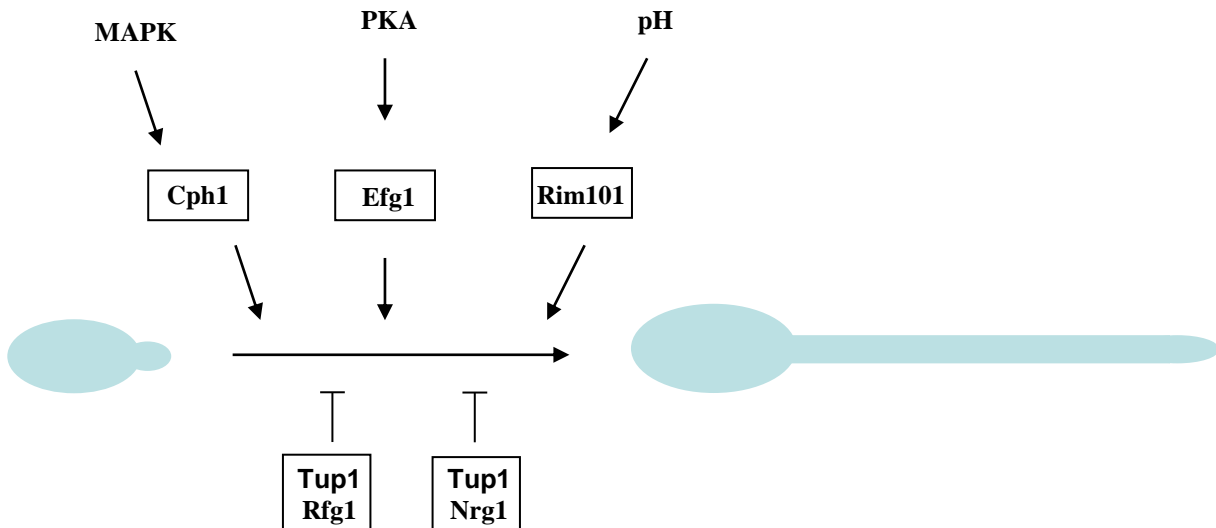 MAPK
PKA
pH
Cph1
Efg1
Rim101
Tup1
Rfg1
Tup1
Nrg1